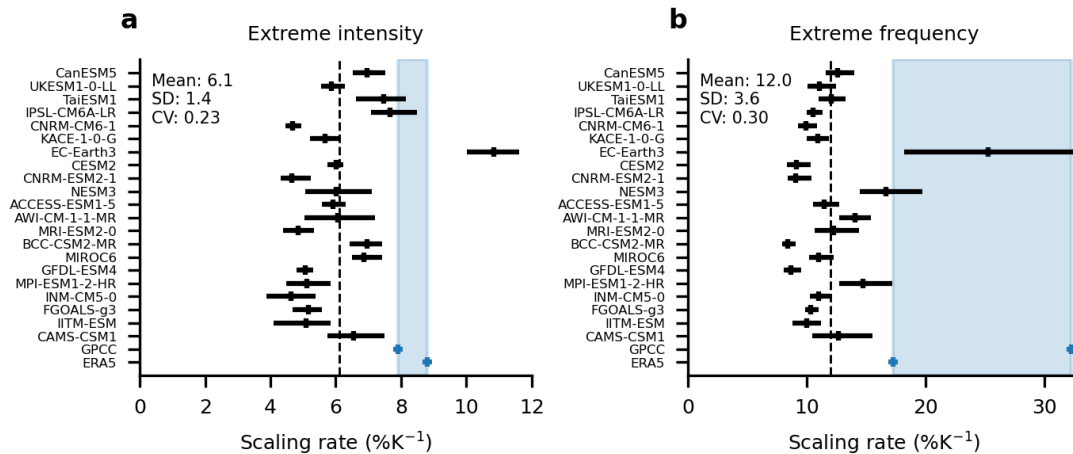 a
Extreme intensity
CanESM5
UKESM1-0-LL
TaiESM1
IPSL-CM6A-LR
CNRM-CM6-1
KACE-1-0-G
EC-Earth3
CESM2
CNRM-ESM2-1
NESM3
ACCESS-ESM1-5
AWI-CM-1-1-MR
MRI-ESM2-0
BCC-CSM2-MR
MIROC6
GFDL-ESM4
MPI-ESM1-2-HR
INM-CM5-0
FGOALS-g3
IITM-ESM
CAMS-CSM1
GPCC
ERA5
Mean: 6.1
SD: 1.4
CV: 0.23
0 2 4 6 8 10 12
Scaling rate (%K⁻¹)
b
Extreme frequency
CanESM5
UKESM1-0-LL
TaiESM1
IPSL-CM6A-LR
CNRM-CM6-1
KACE-1-0-G
EC-Earth3
CESM2
CNRM-ESM2-1
NESM3
ACCESS-ESM1-5
AWI-CM-1-1-MR
MRI-ESM2-0
BCC-CSM2-MR
MIROC6
GFDL-ESM4
MPI-ESM1-2-HR
INM-CM5-0
FGOALS-g3
IITM-ESM
CAMS-CSM1
GPCC
ERA5
Mean: 12.0
SD: 3.6
CV: 0.30
0 10 20 30
Scaling rate (%K⁻¹)